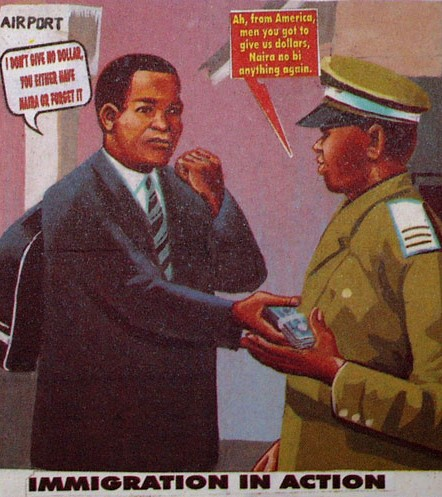 AIRPORT
I DON'T GIVE NO DOLLAR,
YOU EITHER HAVE
NAIRA OR FORGET IT
Ah, from America,
men you got to
give us dollars,
Naira no bi
anything again.
IMMIGRATION IN ACTION